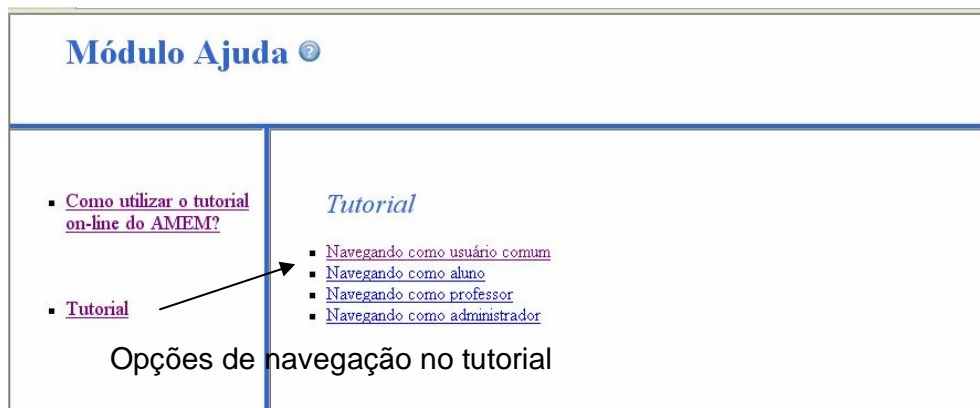 Módulo Ajuda
Como utilizar o tutorial
on-line do AMEM?
Tutorial
Tutorial
Navegando como usuário comum
Navegando como aluno
Navegando como professor
Navegando como administrador
Opções de navegação no tutorial